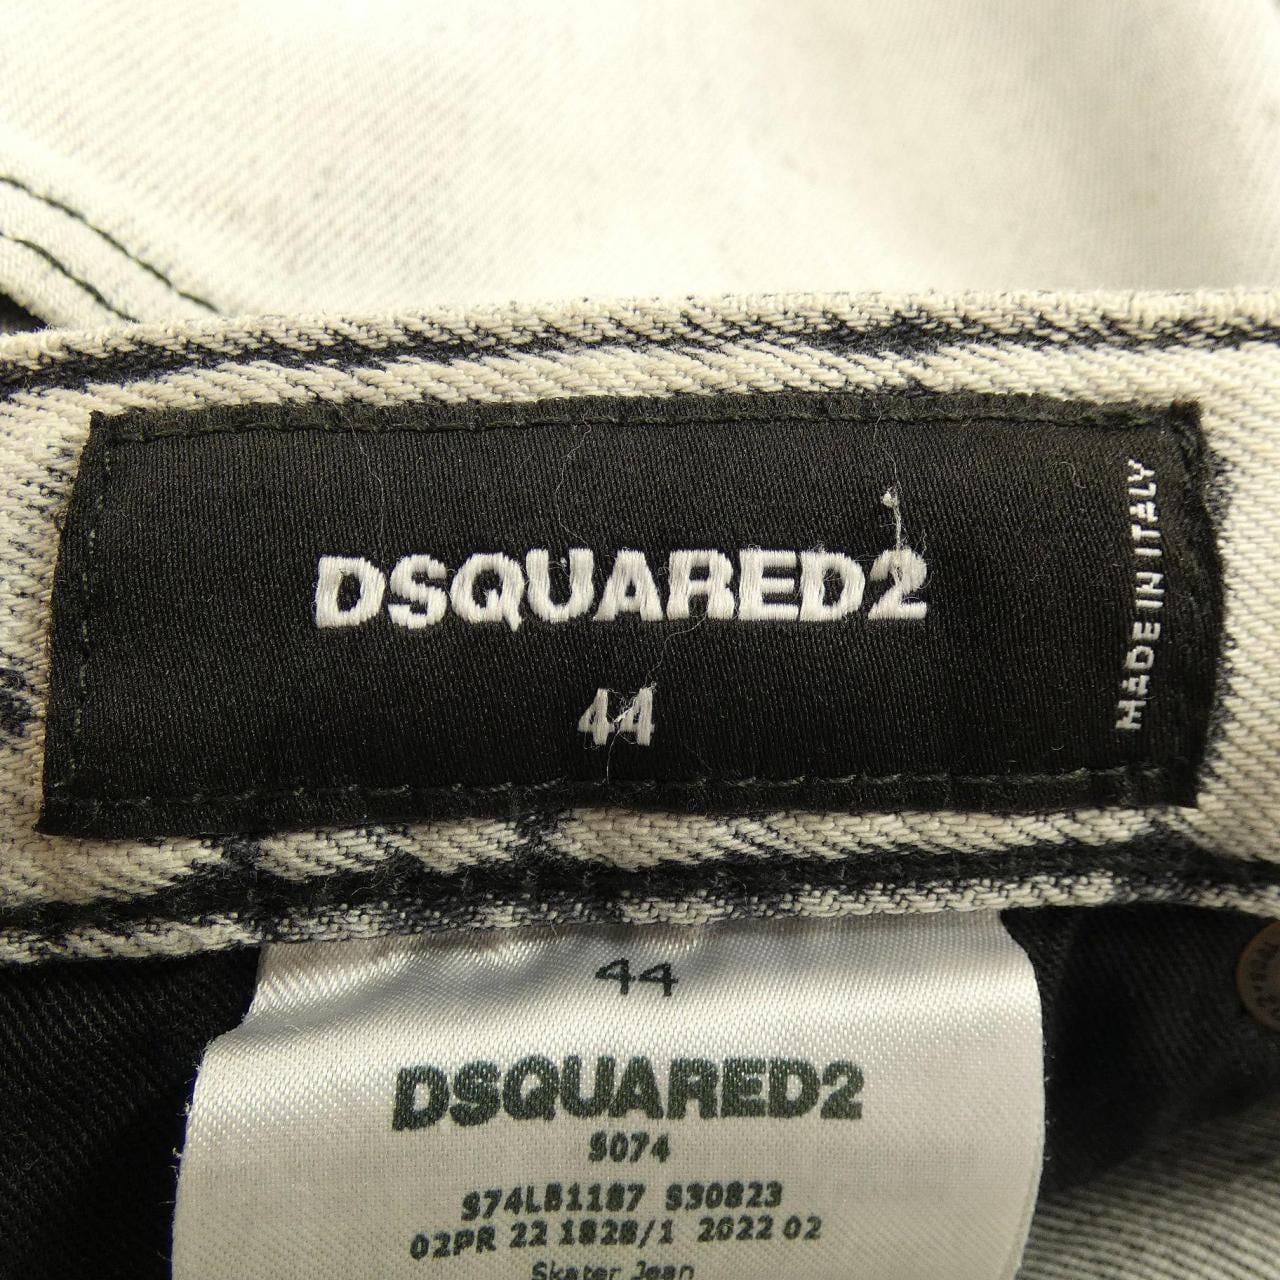 DSQUARED2
44
MADE IN ITALY
44
DSQUARED2
S074
S74LB1187 S30823
02PR 22 1828/1 2022 02
Skater Jean